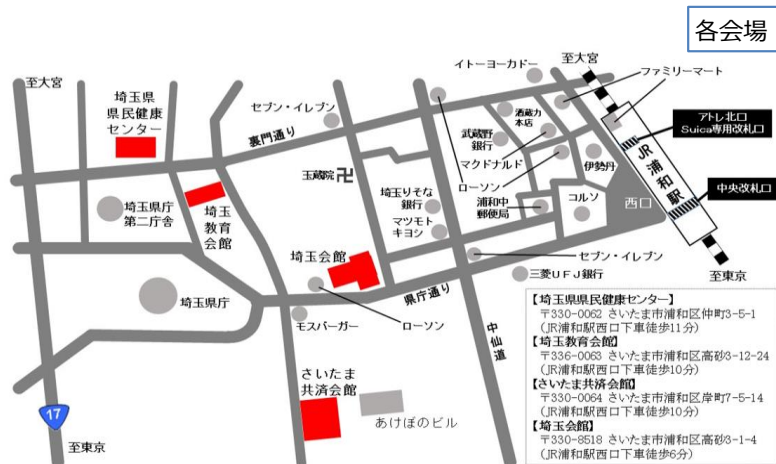 各会場
至大宮
埼玉県
県民健康
センター
セブン・イレブン
裏門通り
イトーヨーカドー
至大宮
ファミリーマート
酒蔵力
本店
武蔵野
銀行
マクドナルド
ローソン
アトレ北口
Suica専用改札口
JR浦和駅
中央改札口
伊勢丹
コルソ
西口
玉蔵院
卍
埼玉りそな
銀行
マツモト
キヨシ
浦和中
郵便局
埼玉県庁
第二庁舎
埼玉
教育
会館
埼玉会館
セブン・イレブン
三菱UFJ銀行
至東京
埼玉県庁
県庁通り
モスバーガー
ローソン
中仙道
さいたま
共済会館
あけぼのビル
17
至東京
【埼玉県県民健康センター】
〒330-0062 さいたま市浦和区仲町3-5-1
(JR浦和駅西口下車徒歩11分)
【埼玉教育会館】
〒336-0063 さいたま市浦和区高砂3-12-24
(JR浦和駅西口下車徒歩10分)
【さいたま共済会館】
〒330-0064 さいたま市浦和区岸町7-5-14
(JR浦和駅西口下車徒歩10分)
【埼玉会館】
〒330-8518 さいたま市浦和区高砂3-1-4
(JR浦和駅西口下車徒歩6分)